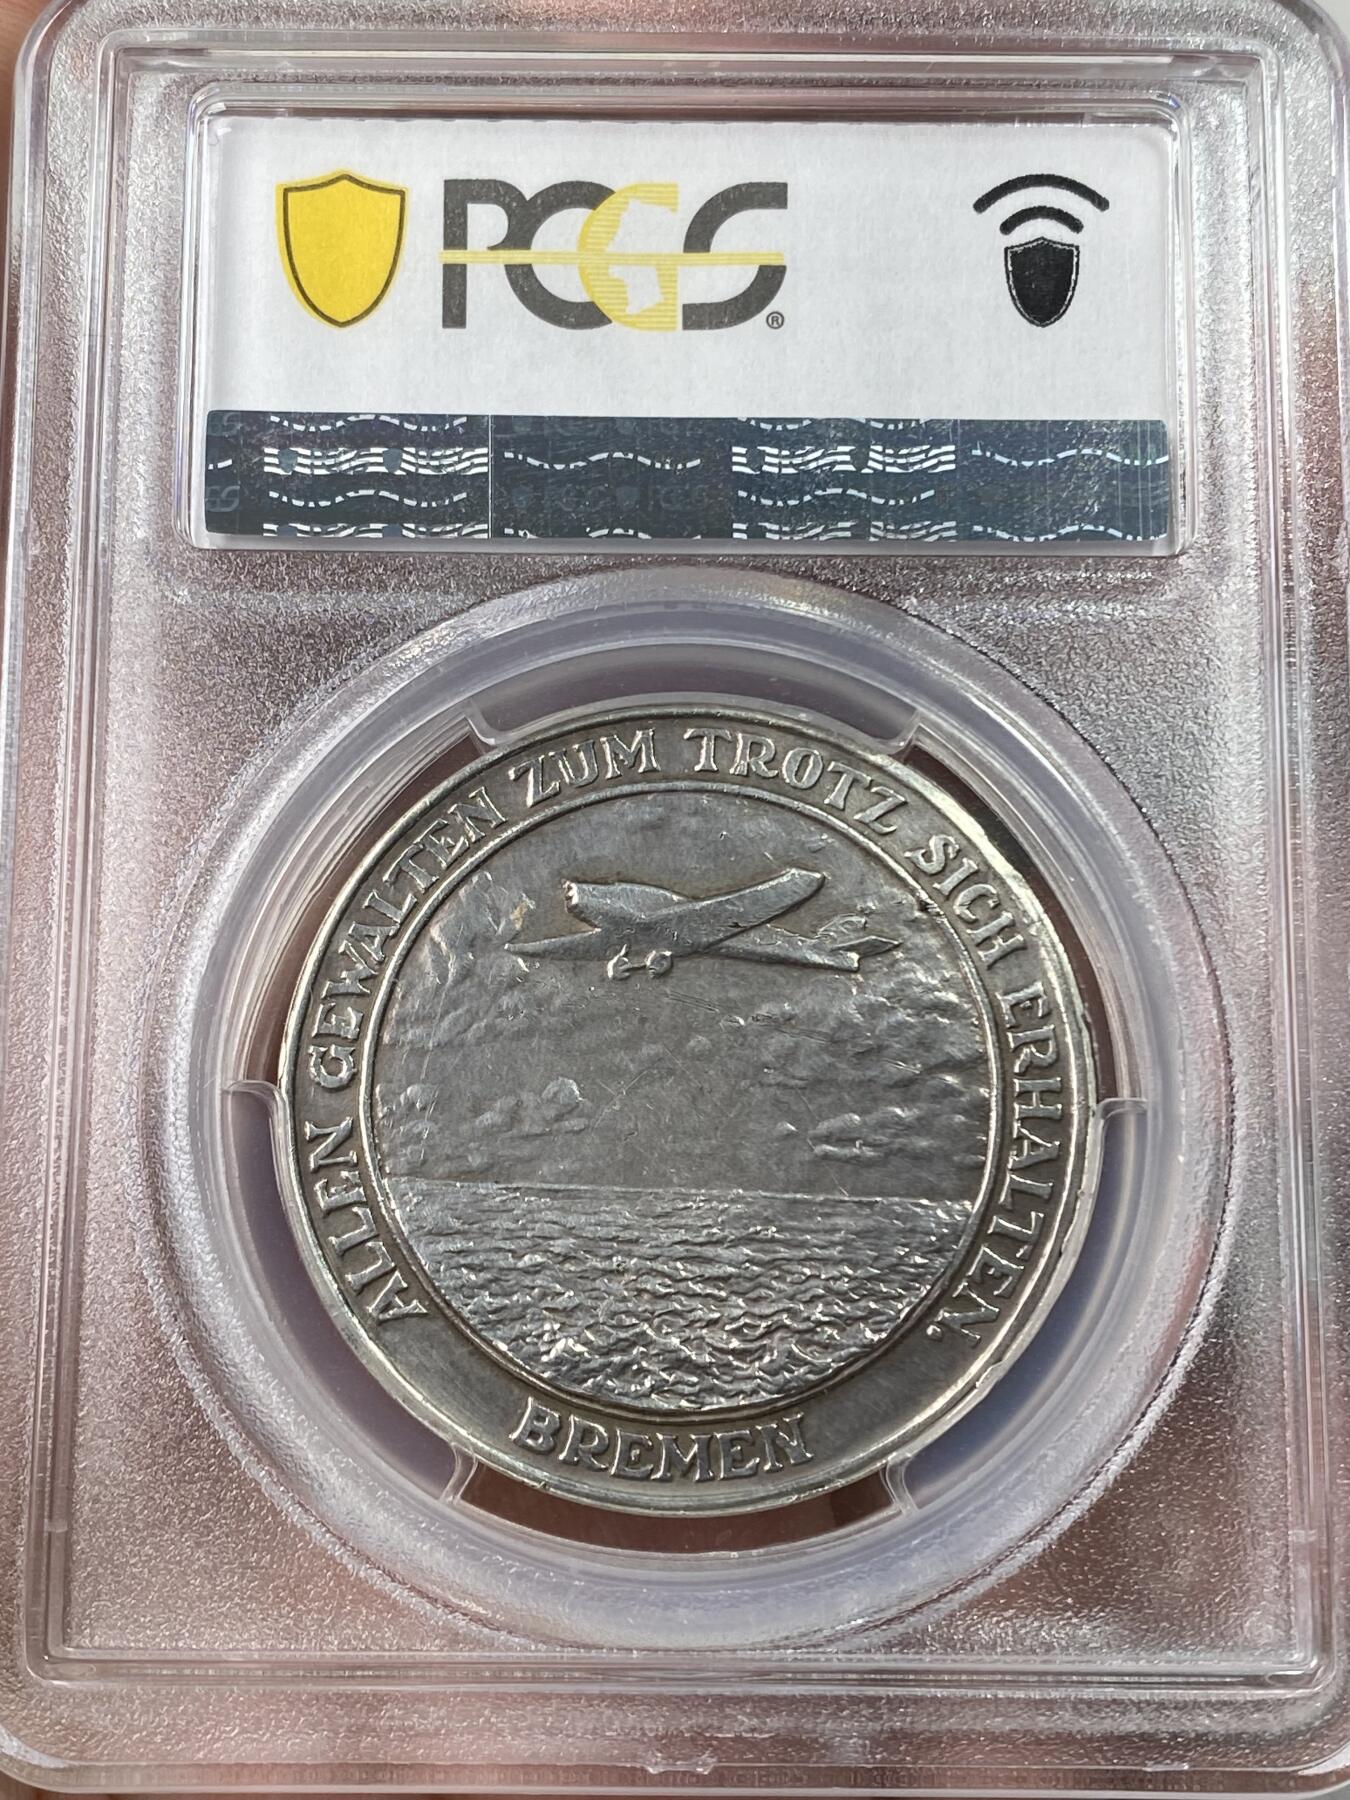 PCGS®
ALLEN GEWALTEN ZUM TROTZ SICH ERHALTEN.
BREMEN